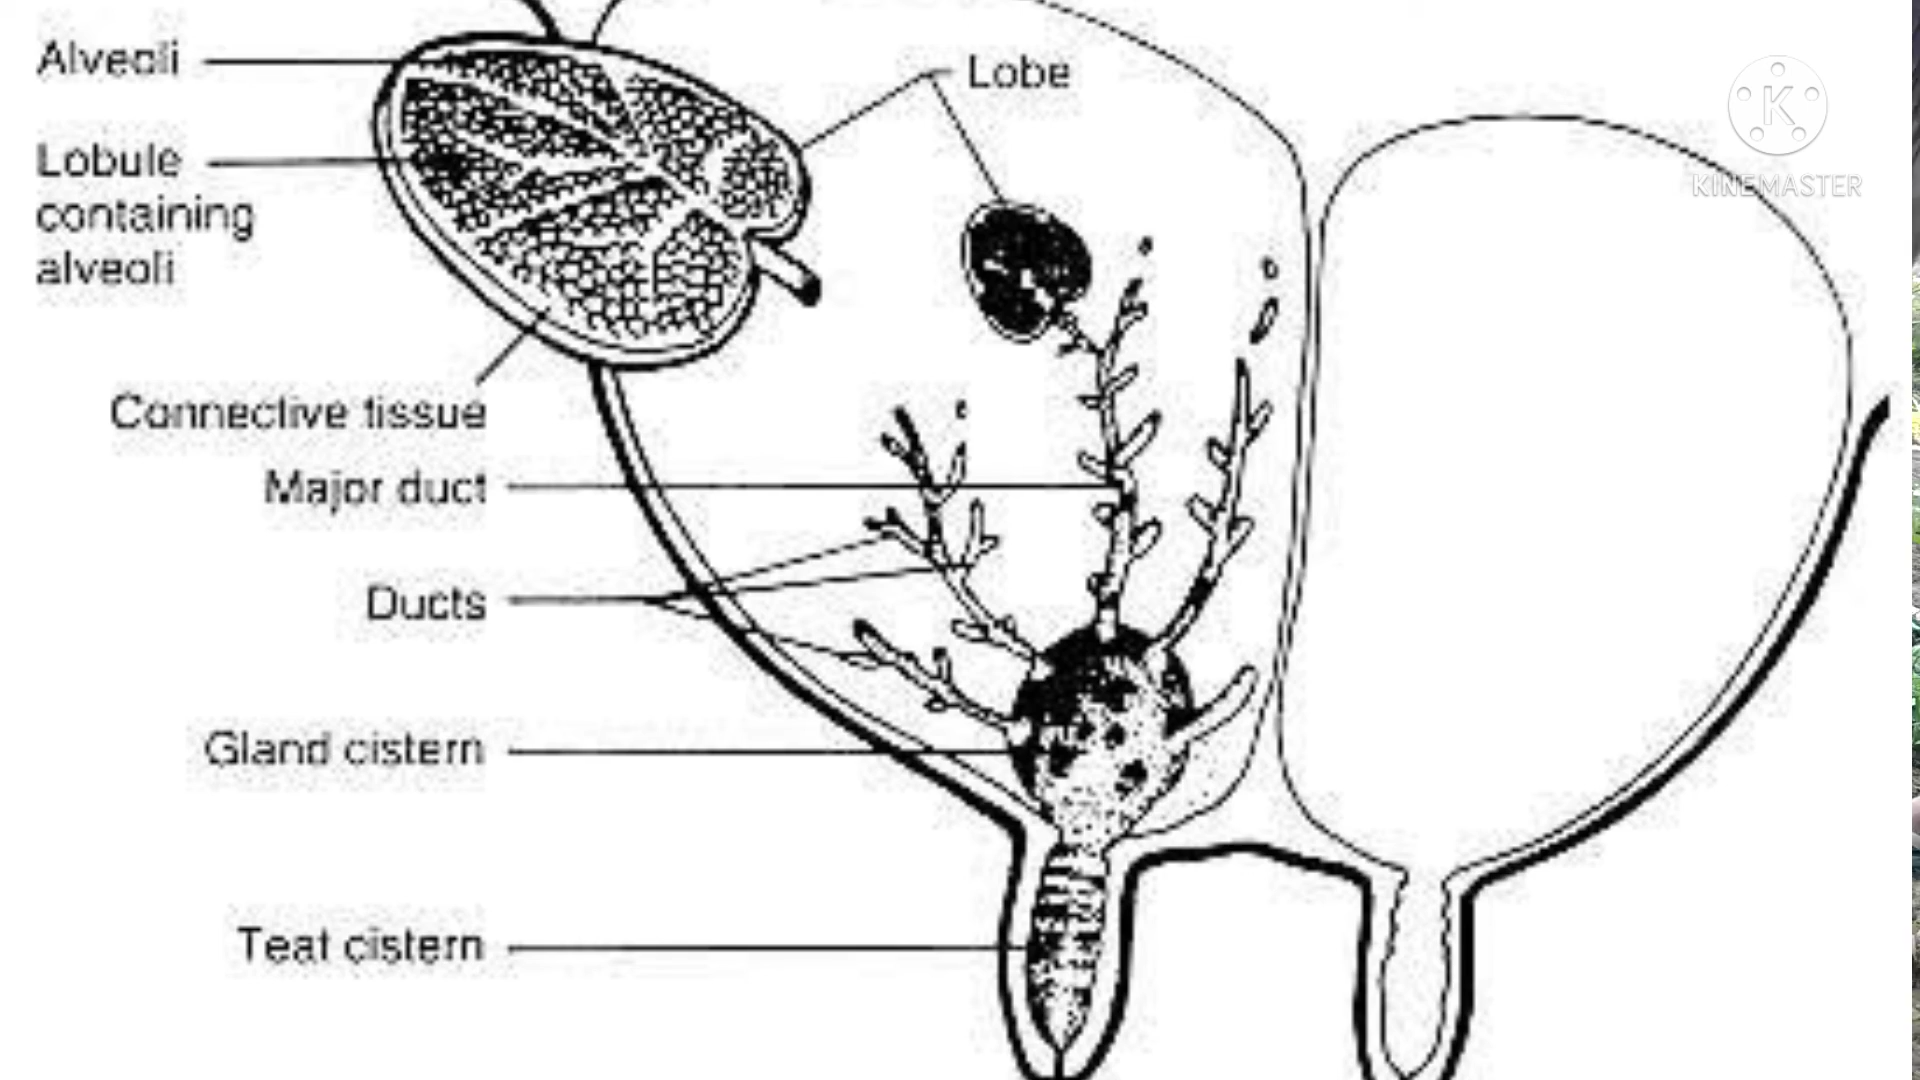 Alveoli
Lobe
Lobule
containing
alveoli
Connective tissue
Major duct
Ducts
Gland cistern
Teat cistern
K
KINEMASTER